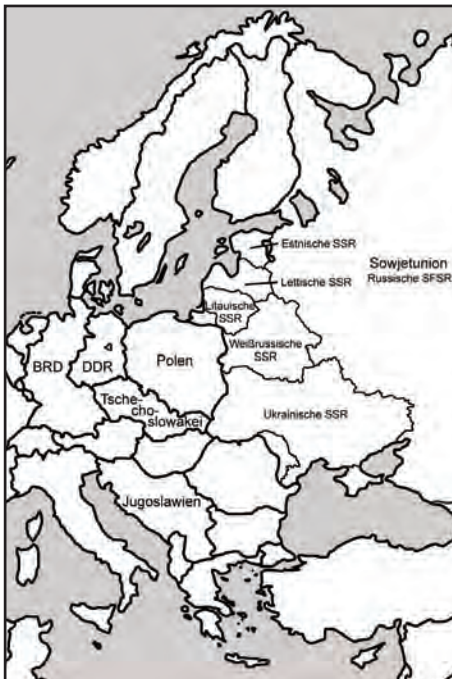 Estnische SSR
Sowjetunion
Russische SFSR
Lettische SSR
Litauische
SSR
Weißrussische
SSR
BRD
DDR
Polen
Tsche-
cho-
slowakei
Ukrainische SSR
Jugoslawien